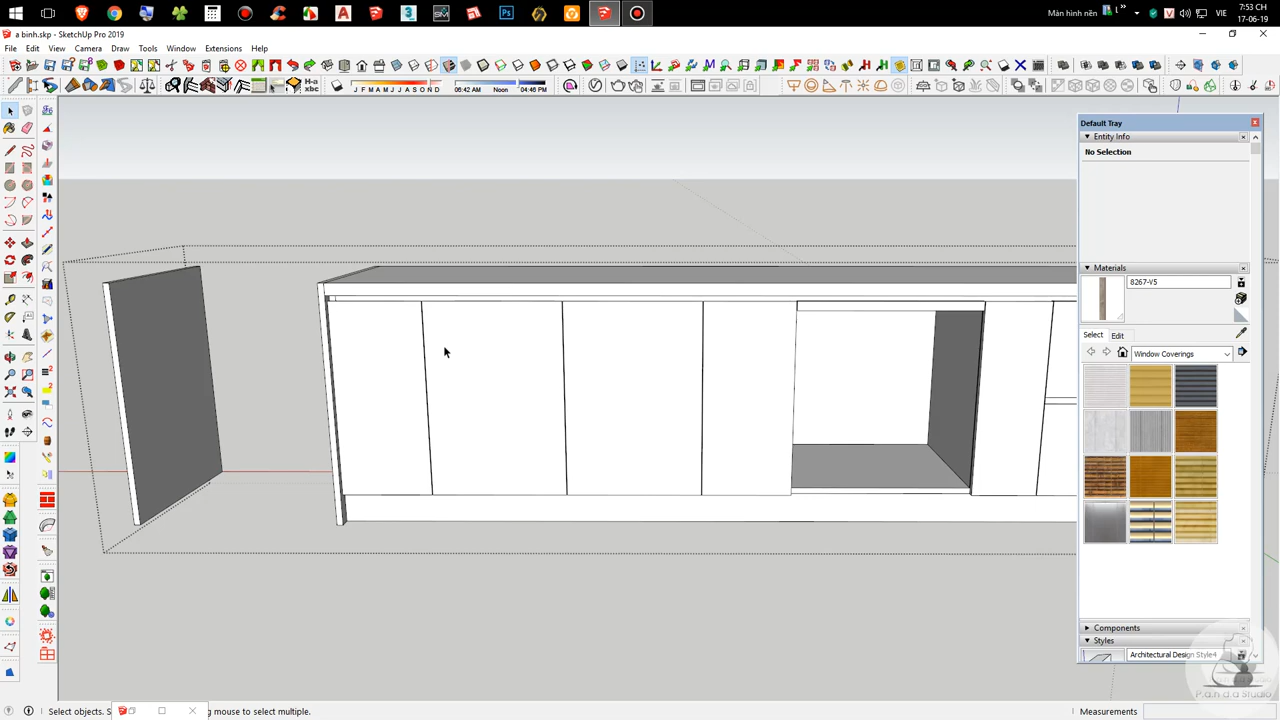 Màn hình nền
VIE
7:53 CH
17-06-19
a binh.skp - SketchUp Pro 2019
File Edit View Camera Draw Tools Window Extensions Help
J F M A M J J A S O N D
06:42 AM Noon 04:46 PM
H-a
xbc
Default Tray
Entity Info
No Selection
Materials
8267-V5
Select Edit
Window Coverings
Components
Styles
Architectural Design Style4
P.a.n.d.a Studio
Select objects. S
g mouse to select multiple.
Measurements